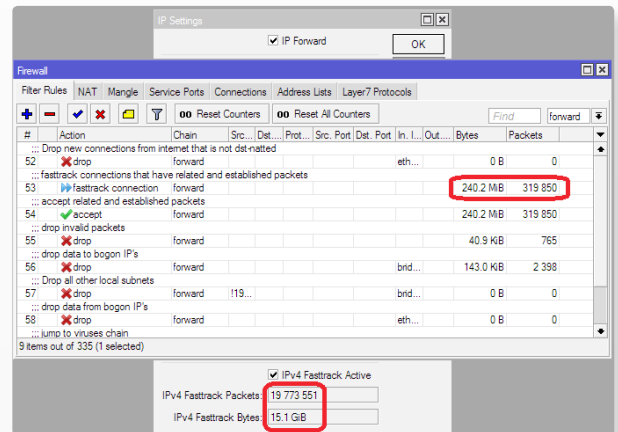 IP Settings
IP Forward
OK
Firewall
Filter Rules NAT Mangle Service Ports Connections Address Lists Layer7 Protocols
00 Reset Counters 00 Reset All Counters Find forward
# Action Chain Src... Dst.... Prot... Src. Port Dst. Port In. I... Out.... Bytes Packets
::: Drop new connections from internet that is not dst-natted
52 drop forward eth... 0 B 0
::: fasttrack connections that have related and established packets
53 fasttrack connection forward 240.2 MiB 319 850
::: accept related and established packets
54 accept forward 240.2 MiB 319 850
::: drop invalid packets
55 drop forward 40.9 KiB 765
::: drop data to bogon IP's
56 drop forward brid... 143.0 KiB 2 398
::: Drop all other local subnets
57 drop forward !19... brid... 0 B 0
::: drop data from bogon IP's
58 drop forward eth... 0 B 0
::: jump to viruses chain
9 items out of 335 (1 selected)
IPv4 Fasttrack Active
IPv4 Fasttrack Packets: 19 773 551
IPv4 Fasttrack Bytes: 15.1 GiB